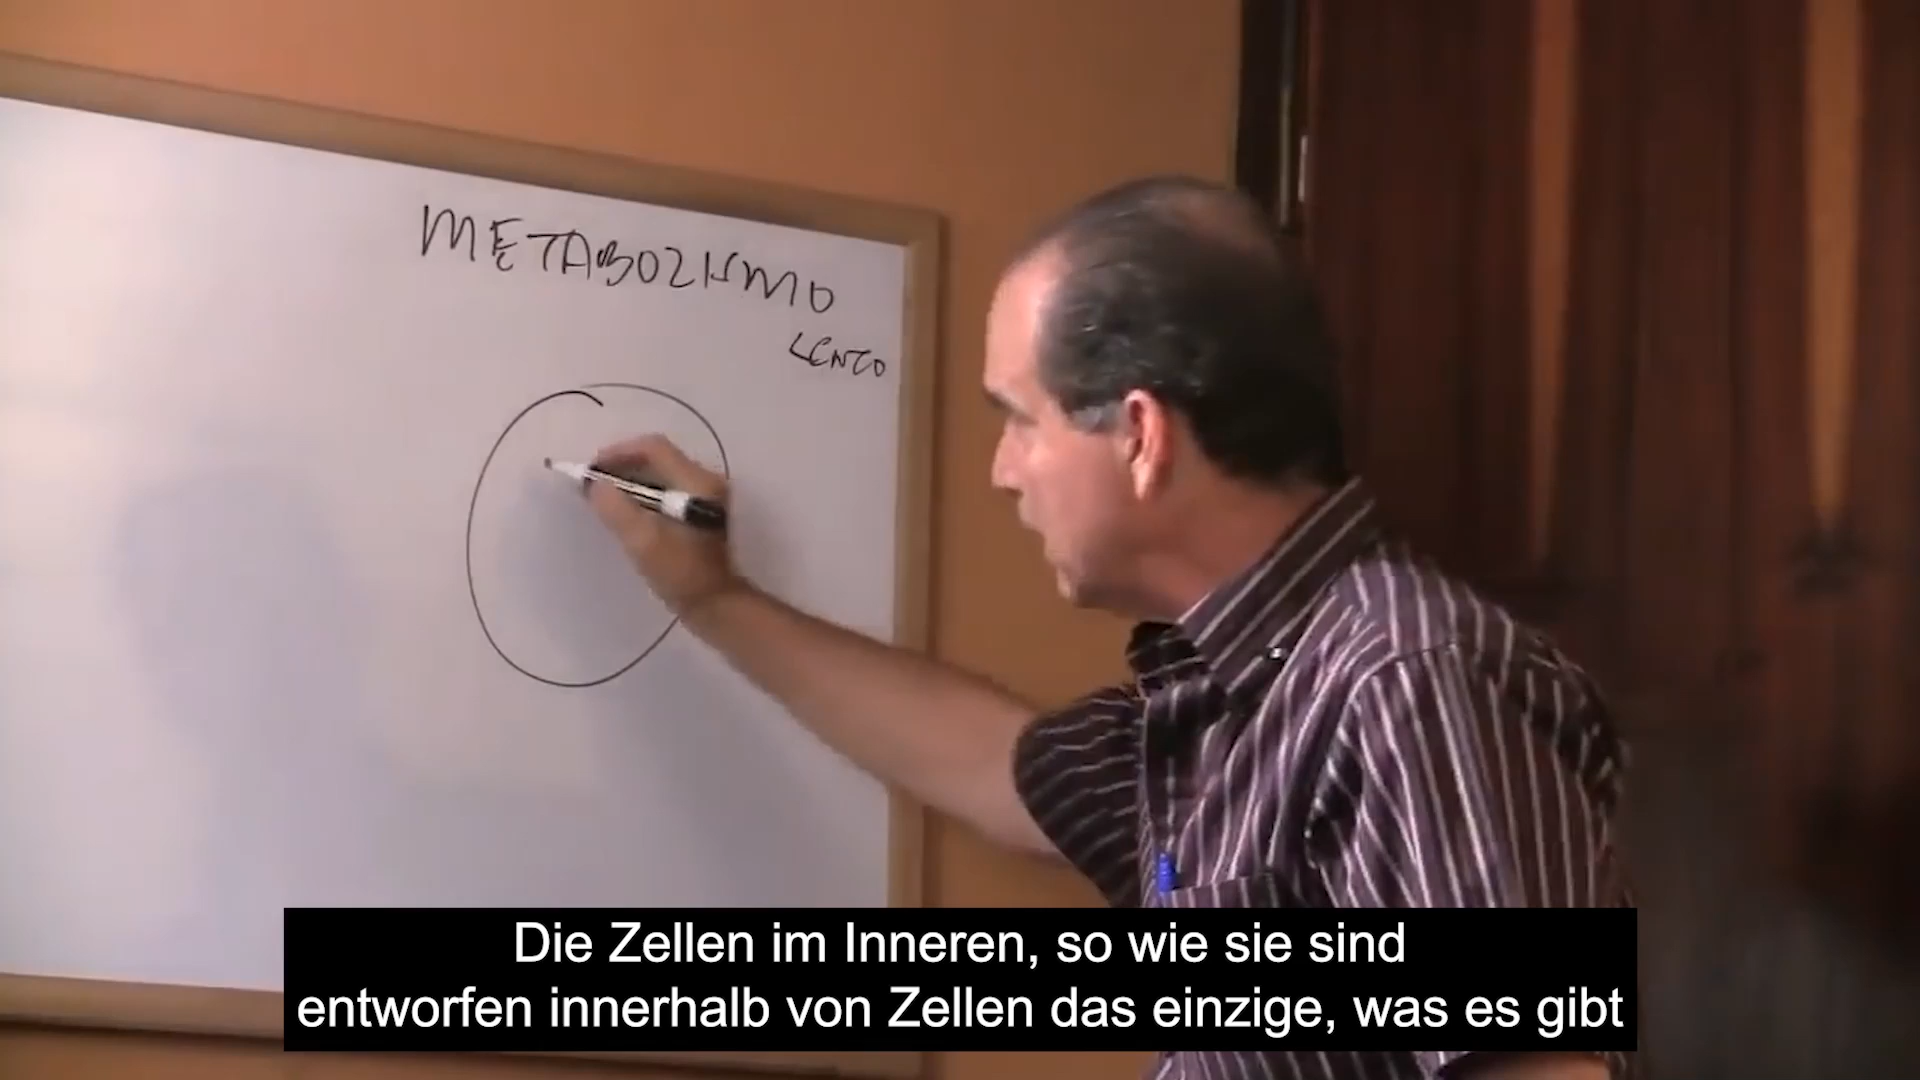 METABOLISMO
LENTO
Die Zellen im Inneren, so wie sie sind
entworfen innerhalb von Zellen das einzige, was es gibt